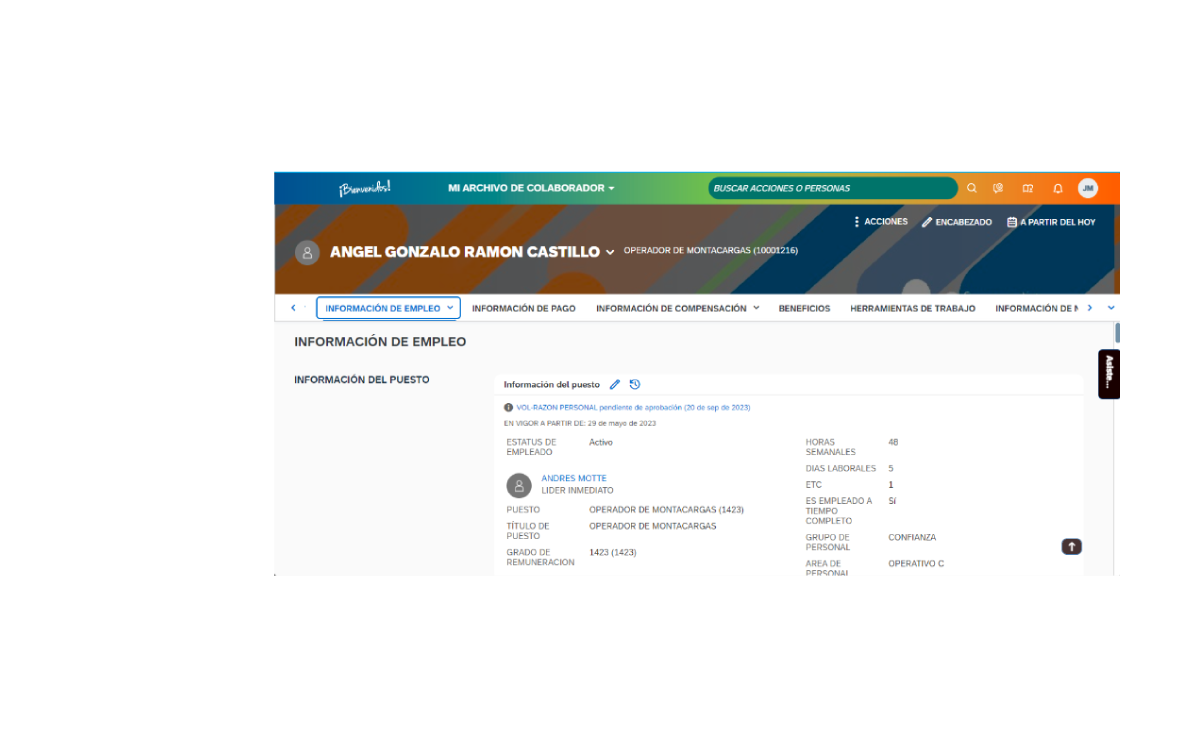 ¡Bienvenidos!
MI ARCHIVO DE COLABORADOR
BUSCAR ACCIONES O PERSONAS
JM
ACCIONES
ENCABEZADO
A PARTIR DEL HOY
ANGEL GONZALO RAMON CASTILLO
OPERADOR DE MONTACARGAS (10001216)
INFORMACIÓN DE EMPLEO
INFORMACIÓN DE PAGO
INFORMACIÓN DE COMPENSACIÓN
BENEFICIOS
HERRAMIENTAS DE TRABAJO
INFORMACIÓN DE
INFORMACIÓN DE EMPLEO
Asiste...
INFORMACIÓN DEL PUESTO
Información del puesto
VOL-RAZON PERSONAL pendiente de aprobación (20 de sep de 2023)
EN VIGOR A PARTIR DE: 29 de mayo de 2023
ESTATUS DE
EMPLEADO
Activo
ANDRES MOTTE
LIDER INMEDIATO
PUESTO
OPERADOR DE MONTACARGAS (1423)
TÍTULO DE
PUESTO
OPERADOR DE MONTACARGAS
GRADO DE
REMUNERACION
1423 (1423)
HORAS
SEMANALES
48
DIAS LABORALES
5
ETC
1
ES EMPLEADO A
TIEMPO
COMPLETO
Sí
GRUPO DE
PERSONAL
CONFIANZA
AREA DE
PERSONAL
OPERATIVO C